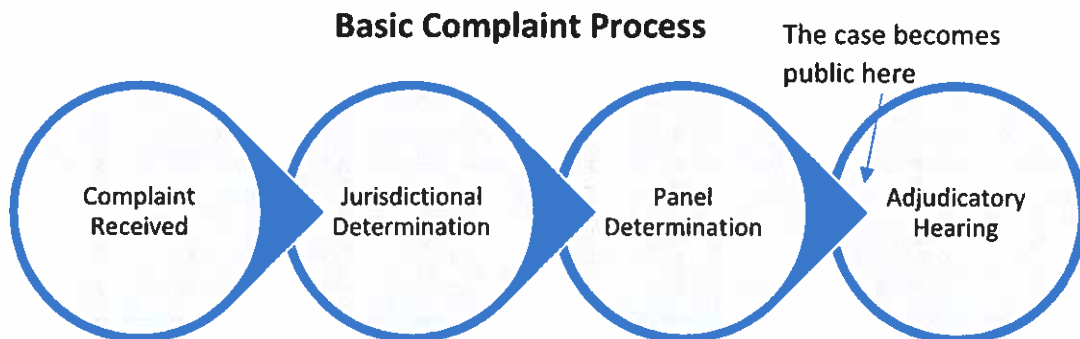 Basic Complaint Process
The case becomes
public here
Complaint
Received
Jurisdictional
Determination
Panel
Determination
Adjudicatory
Hearing